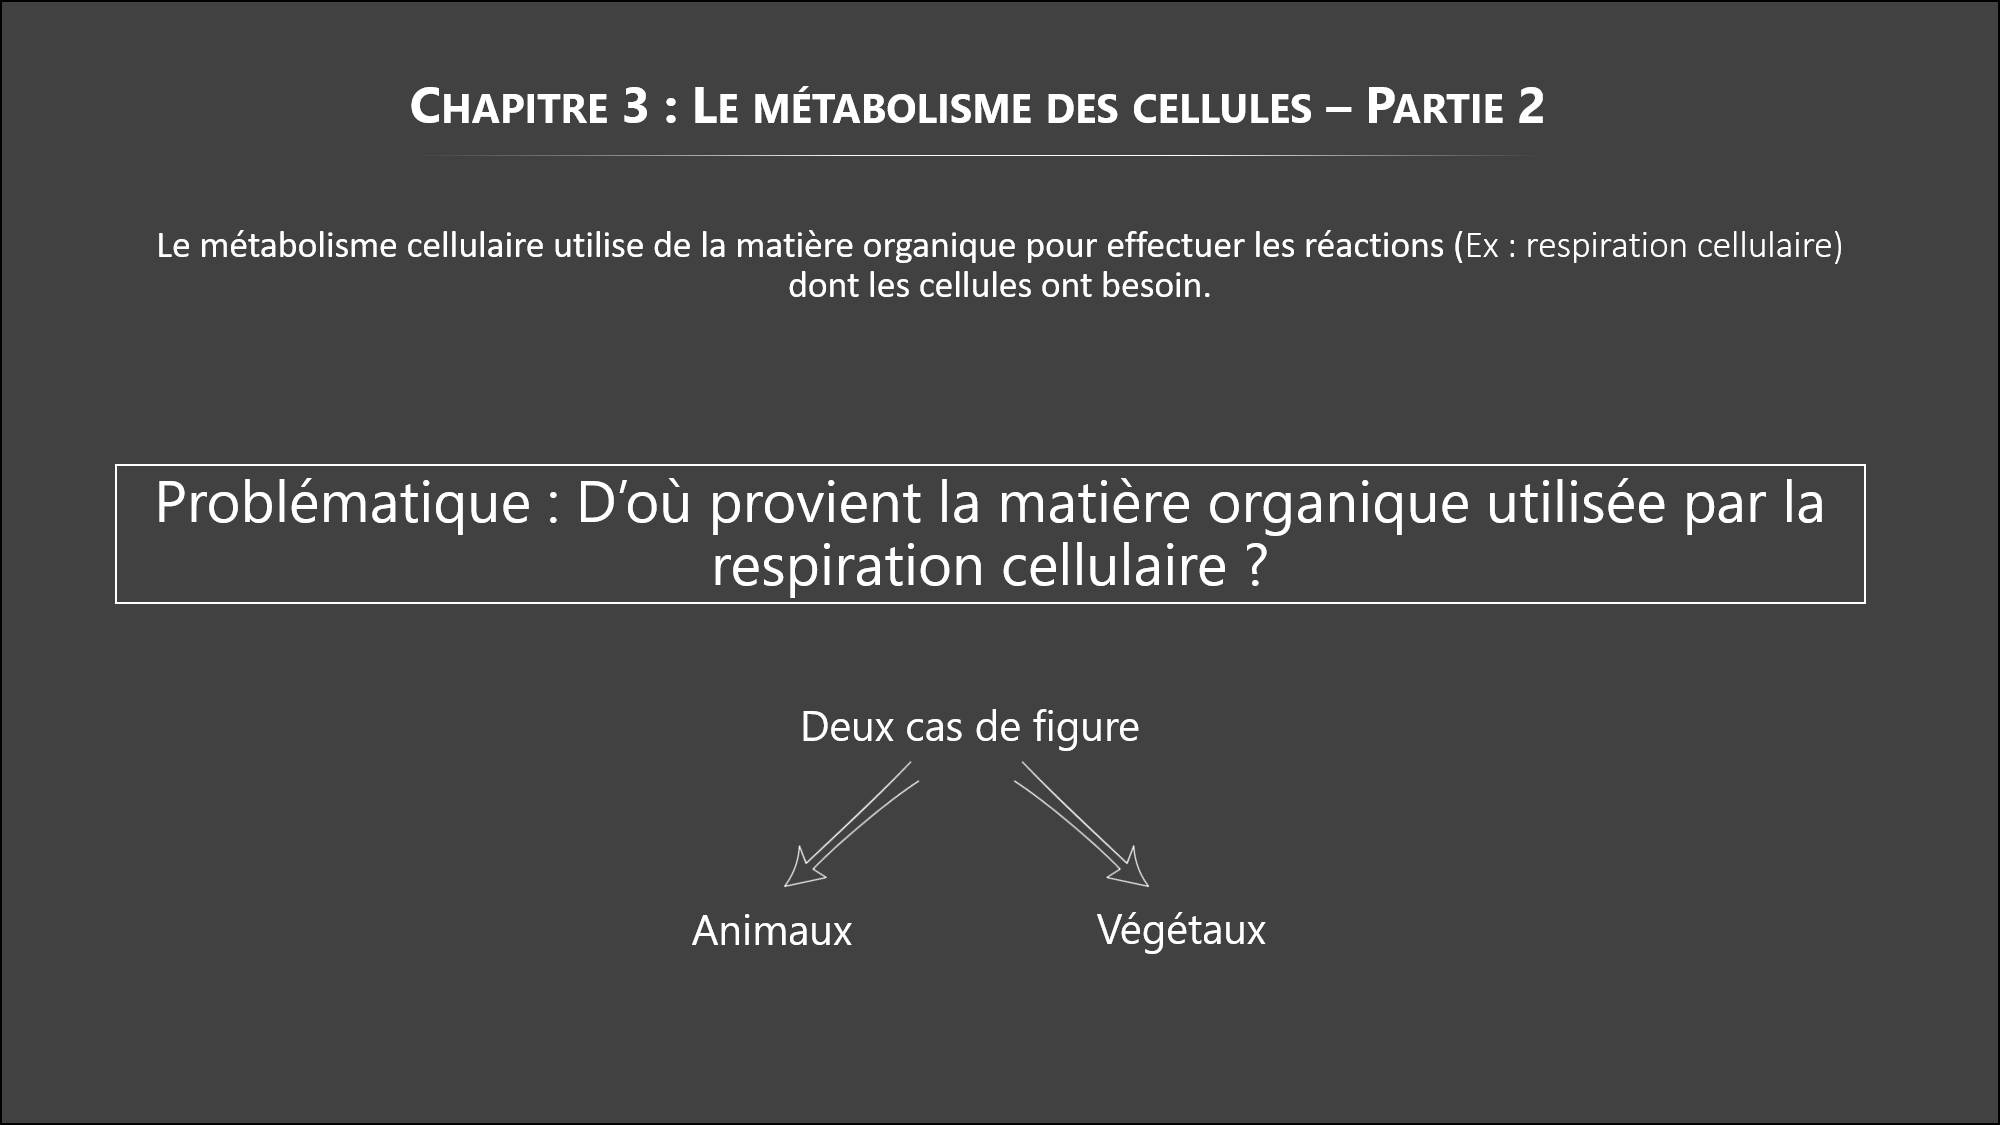 CHAPITRE 3 : LE MÉTABOLISME DES CELLULES – PARTIE 2
Le métabolisme cellulaire utilise de la matière organique pour effectuer les réactions (Ex : respiration cellulaire)
dont les cellules ont besoin.
Problématique : D’où provient la matière organique utilisée par la
respiration cellulaire ?
Deux cas de figure
Animaux
Végétaux